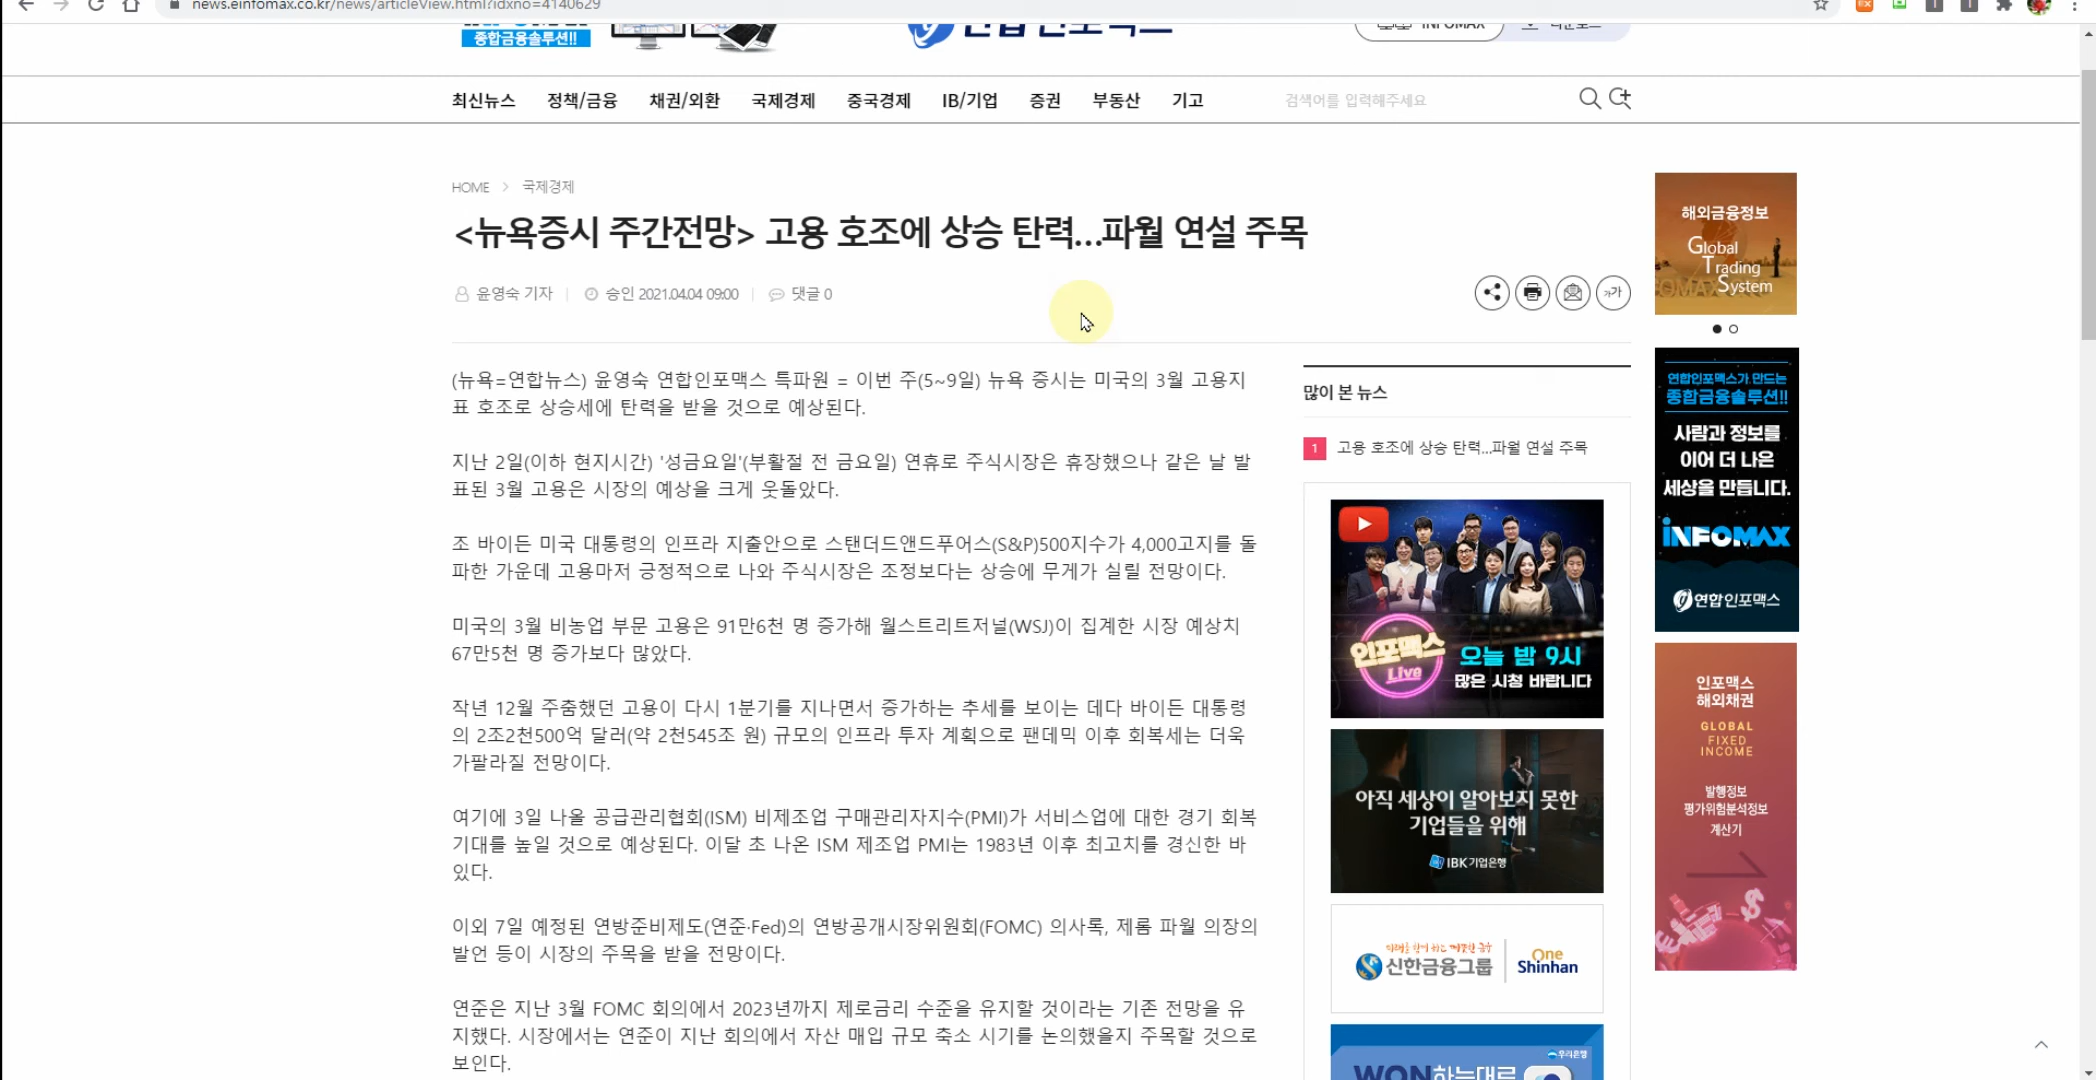 news.einfomax.co.kr/news/articleView.html?idxno=4140629
종합금융솔루션!!
연합인포맥스
INFOMAX
다운로드
최신뉴스 정책/금융 채권/외환 국제경제 중국경제 IB/기업 증권 부동산 기고
검색어를 입력해주세요
HOME > 국제경제
<뉴욕증시 주간전망> 고용 호조에 상승 탄력...파월 연설 주목
윤영숙 기자 | 승인 2021.04.04 09:00 | 댓글 0
가가
(뉴욕=연합뉴스) 윤영숙 연합인포맥스 특파원 = 이번 주(5~9일) 뉴욕 증시는 미국의 3월 고용지
표 호조로 상승세에 탄력을 받을 것으로 예상된다.
지난 2일(이하 현지시간) '성금요일'(부활절 전 금요일) 연휴로 주식시장은 휴장했으나 같은 날 발
표된 3월 고용은 시장의 예상을 크게 웃돌았다.
조 바이든 미국 대통령의 인프라 지출안으로 스탠더드앤드푸어스(S&P)500지수가 4,000고지를 돌
파한 가운데 고용마저 긍정적으로 나와 주식시장은 조정보다는 상승에 무게가 실릴 전망이다.
미국의 3월 비농업 부문 고용은 91만6천 명 증가해 월스트리트저널(WSJ)이 집계한 시장 예상치
67만5천 명 증가보다 많았다.
작년 12월 주춤했던 고용이 다시 1분기를 지나면서 증가하는 추세를 보이는 데다 바이든 대통령
의 2조2천500억 달러(약 2천545조 원) 규모의 인프라 투자 계획으로 팬데믹 이후 회복세는 더욱
가팔라질 전망이다.
여기에 3일 나올 공급관리협회(ISM) 비제조업 구매관리자지수(PMI)가 서비스업에 대한 경기 회복
기대를 높일 것으로 예상된다. 이달 초 나온 ISM 제조업 PMI는 1983년 이후 최고치를 경신한 바
있다.
이외 7일 예정된 연방준비제도(연준·Fed)의 연방공개시장위원회(FOMC) 의사록, 제롬 파월 의장의
발언 등이 시장의 주목을 받을 전망이다.
연준은 지난 3월 FOMC 회의에서 2023년까지 제로금리 수준을 유지할 것이라는 기존 전망을 유
지했다. 시장에서는 연준이 지난 회의에서 자산 매입 규모 축소 시기를 논의했을지 주목할 것으로
보인다.
많이 본 뉴스
1 고용 호조에 상승 탄력...파월 연설 주목
인포맥스
Live
오늘 밤 9시
많은 시청 바랍니다
아직 세상이 알아보지 못한
기업들을 위해
IBK기업은행
미래를 함께 하는 따뜻한 금융
신한금융그룹
One
Shinhan
우리은행
WON하는대로
해외금융정보
Global
Trading
System
연합인포맥스가 만드는
종합금융솔루션!!
사람과 정보를
이어 더 나은
세상을 만듭니다.
INFOMAX
연합인포맥스
인포맥스
해외채권
GLOBAL
FIXED
INCOME
발행정보
평가위험분석정보
계산기